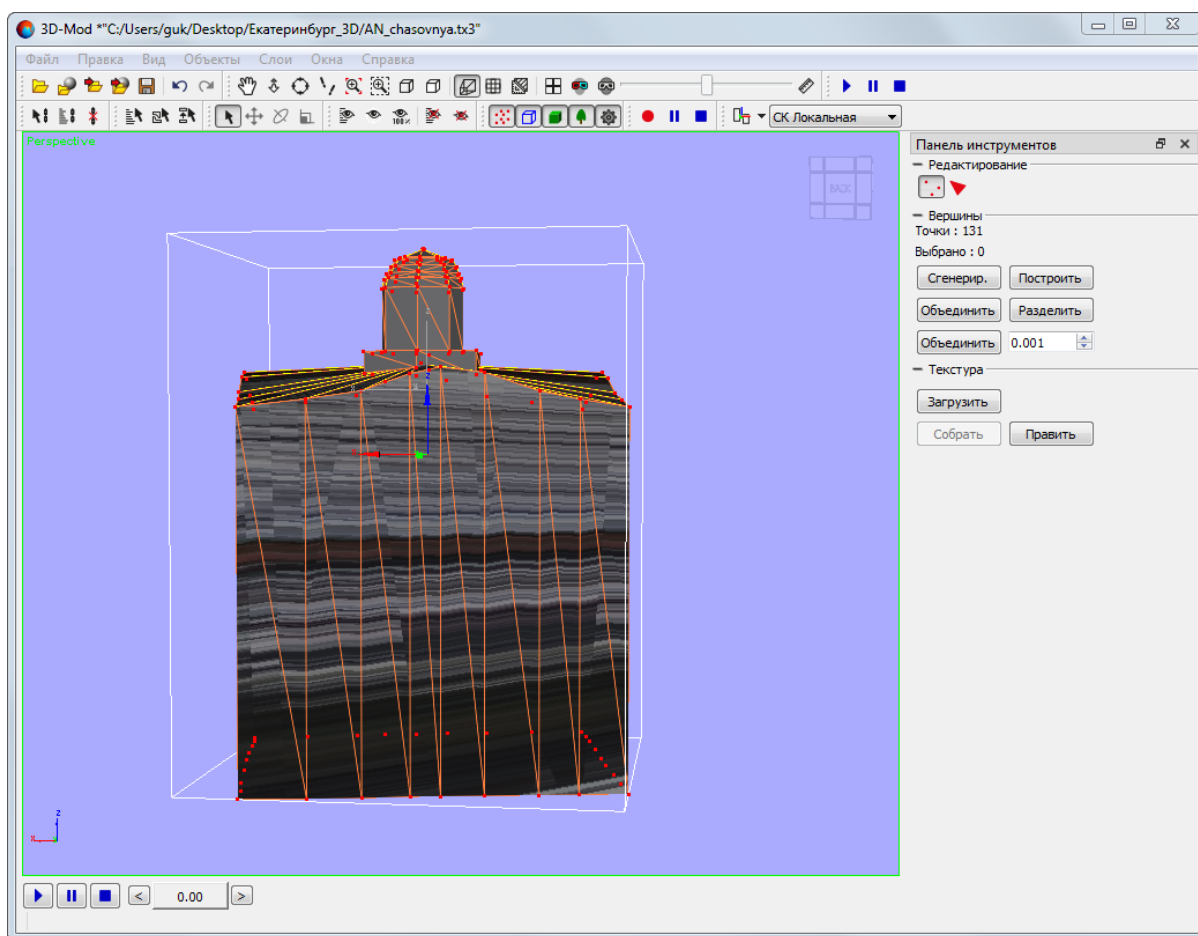 3D-Mod *"C:/Users/guk/Desktop/Екатеринбург_3D/AN_chasovnya.tx3"
Файл Правка Вид Объекты Слои Окна Справка
100%
СК Локальная
Perspective
BACK
Панель инструментов
Редактирование
Вершины
Точки : 131
Выбрано : 0
Сгенерир. Построить
Объединить Разделить
Объединить 0.001
Текстура
Загрузить
Собрать Править
z
z
x
0.00